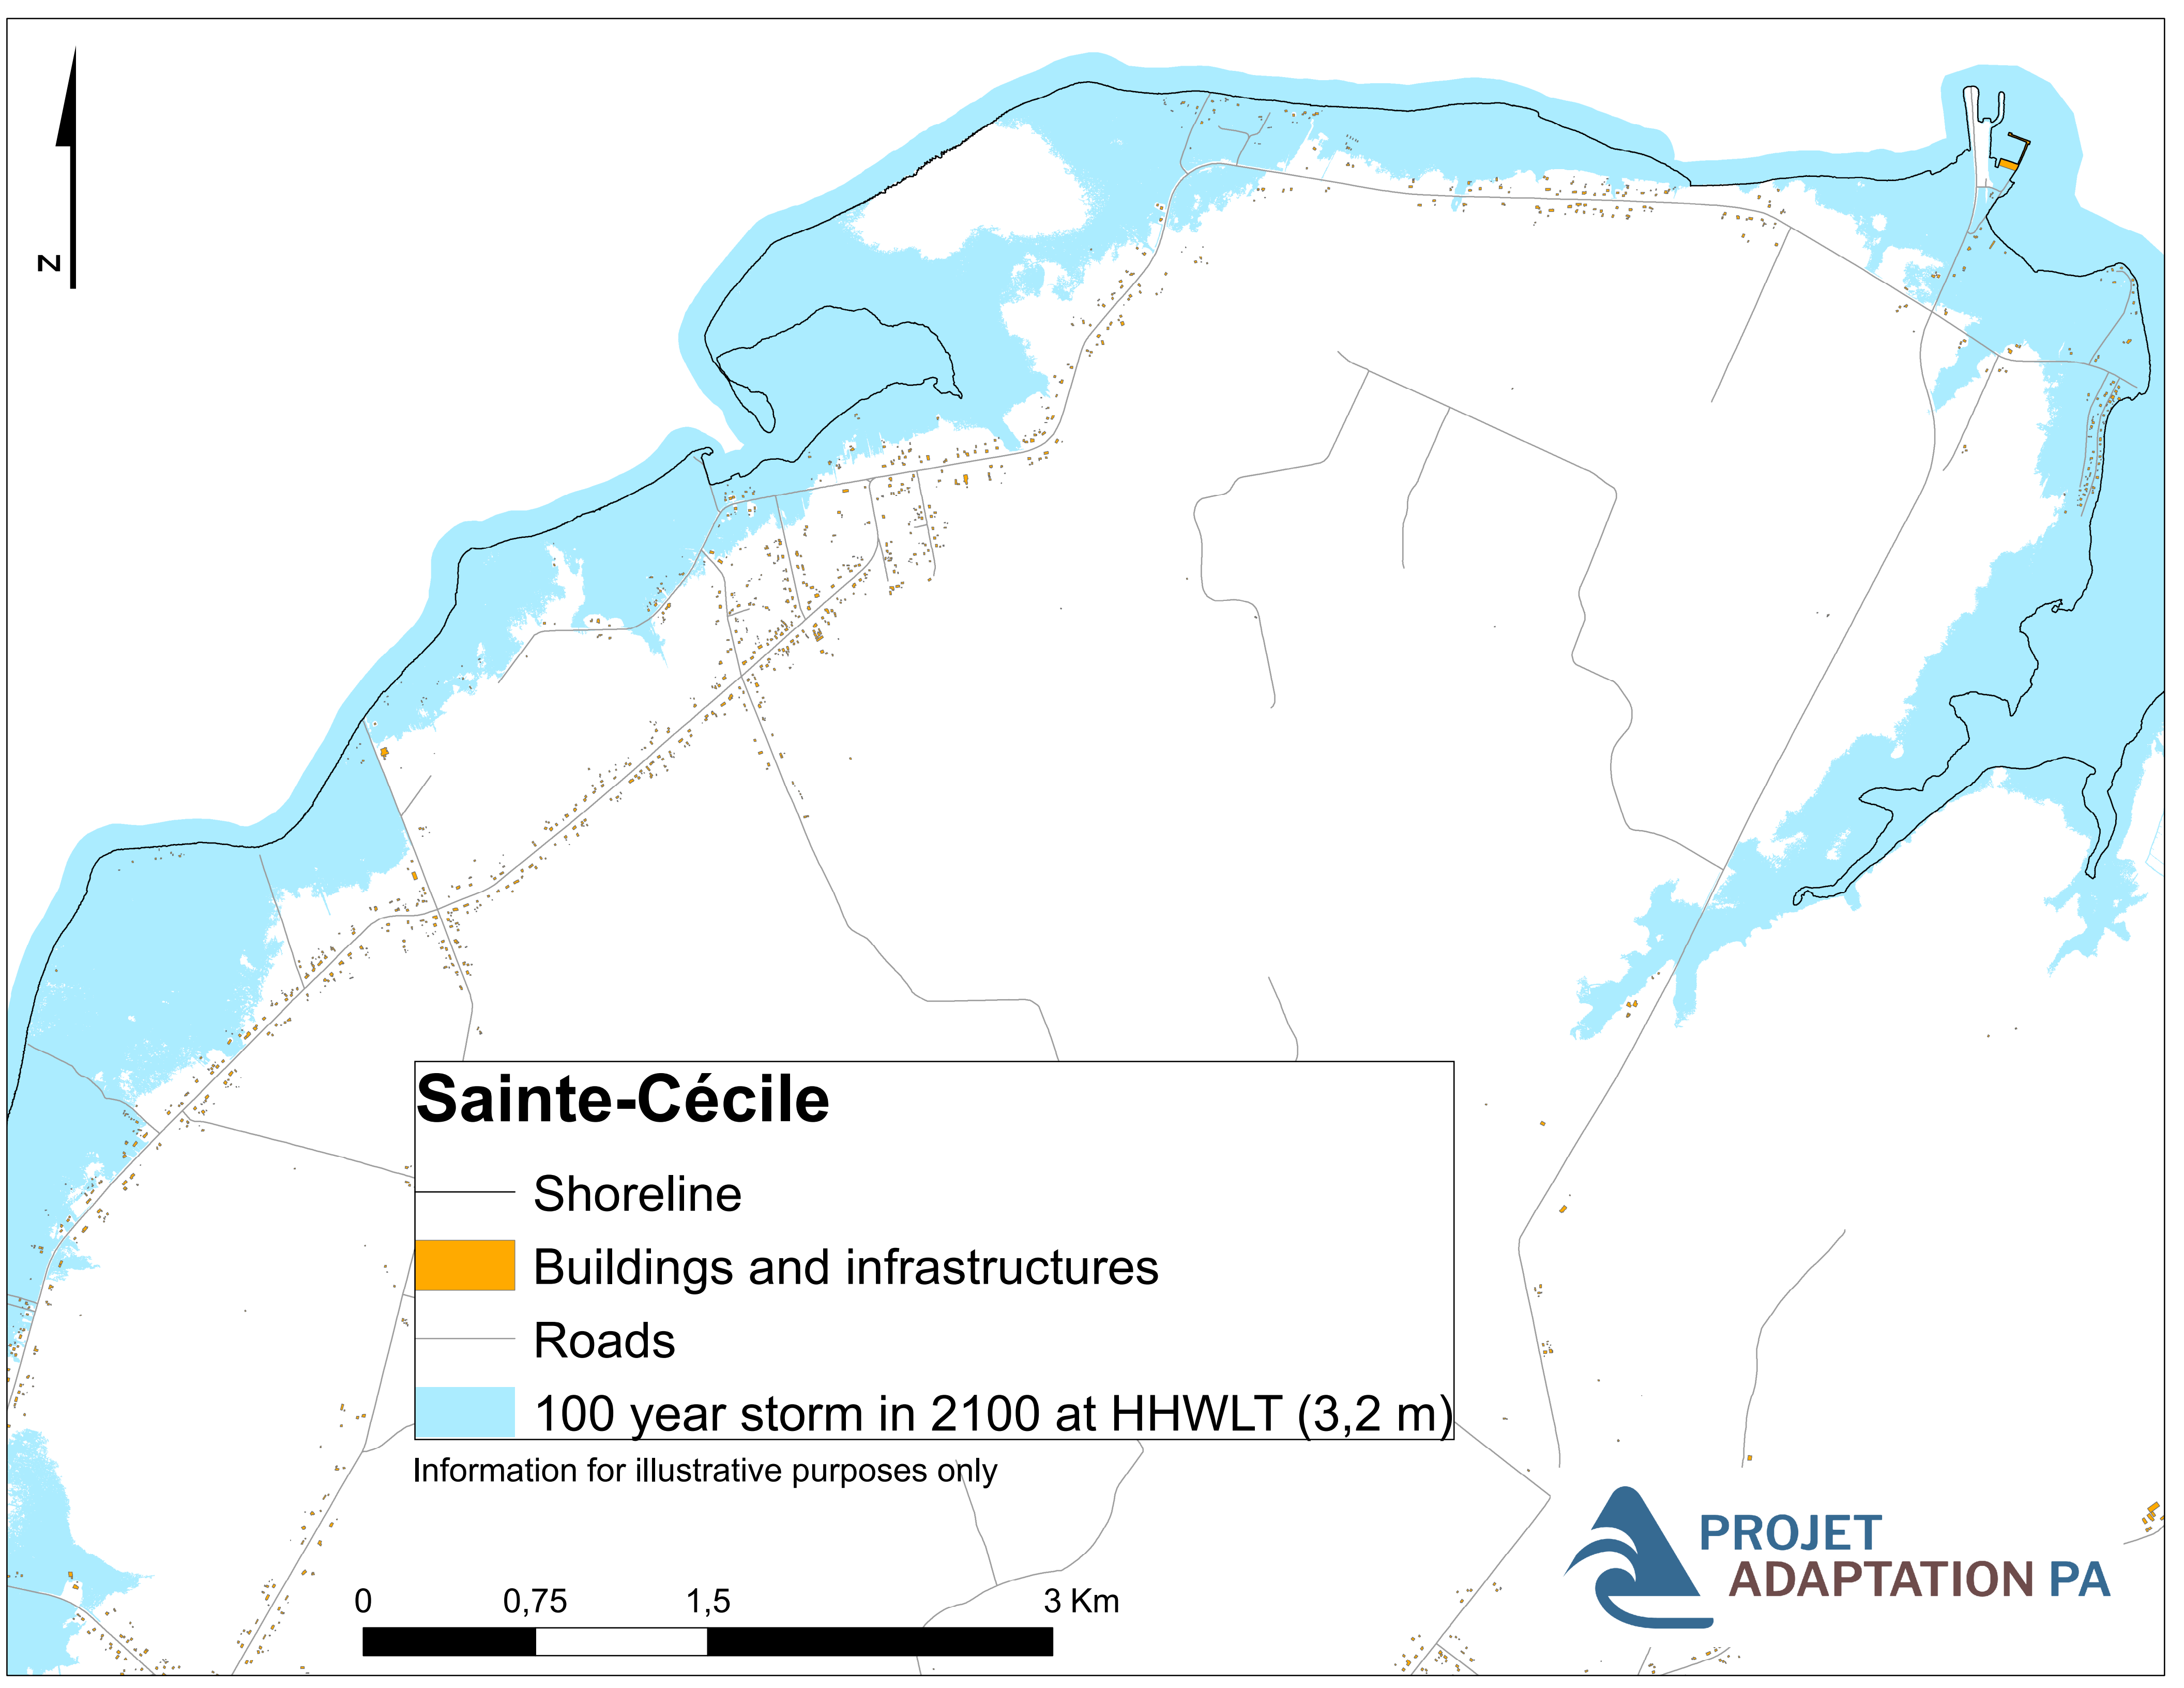 N
Sainte-Cécile
Shoreline
Buildings and infrastructures
Roads
100 year storm in 2100 at HHWLT (3,2 m)
Information for illustrative purposes only
0 0,75 1,5 3 Km
PROJET
ADAPTATION PA